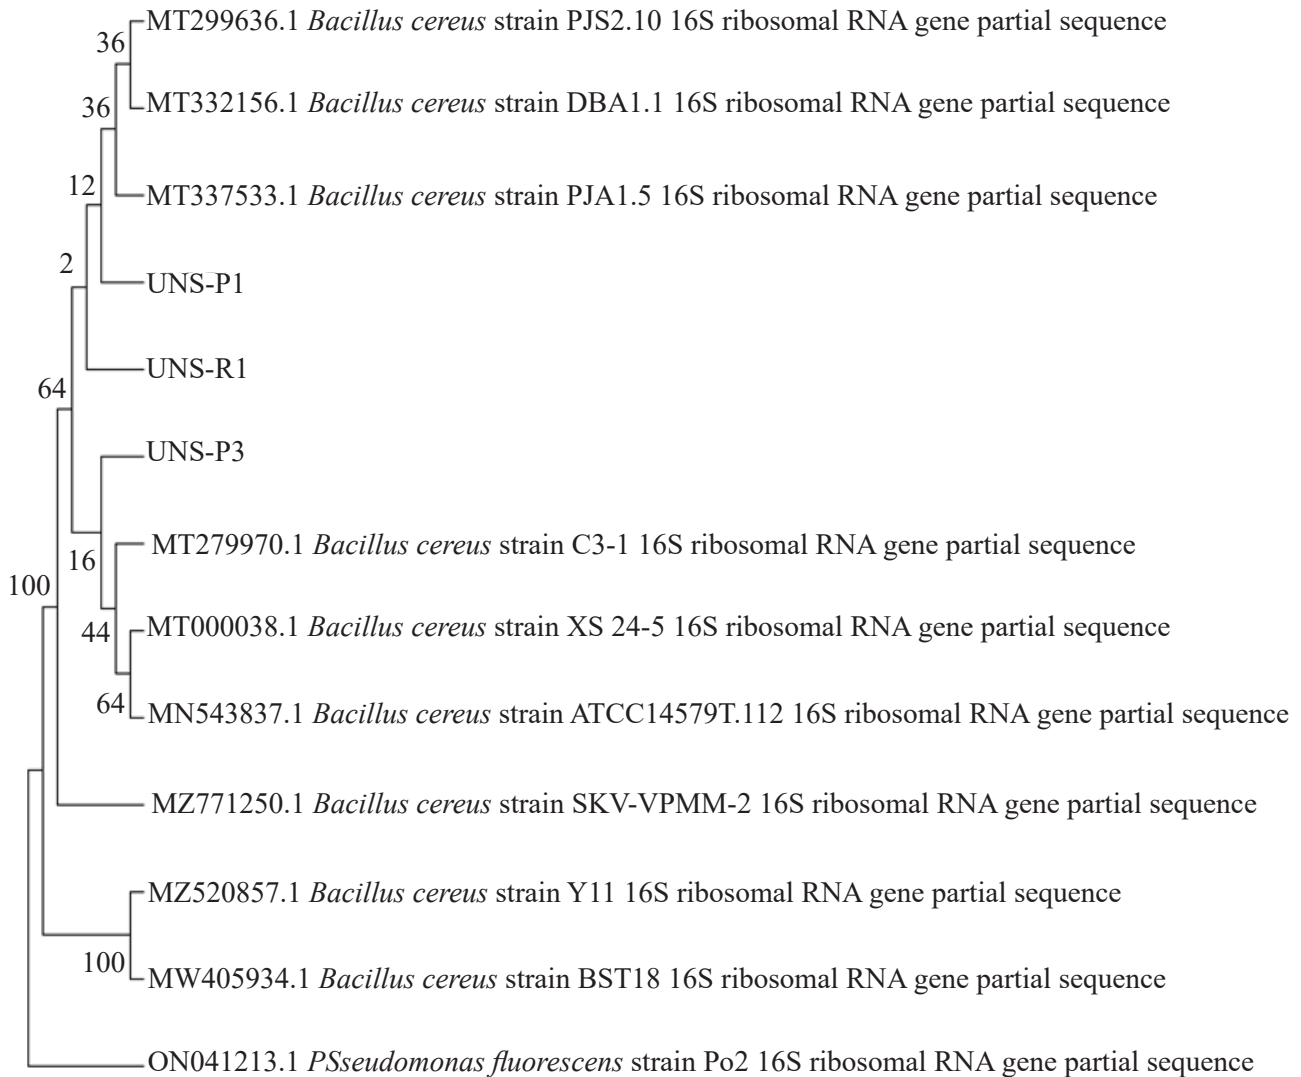 MT299636.1 Bacillus cereus strain PJS2.10 16S ribosomal RNA gene partial sequence
36
MT332156.1 Bacillus cereus strain DBA1.1 16S ribosomal RNA gene partial sequence
36
MT337533.1 Bacillus cereus strain PJA1.5 16S ribosomal RNA gene partial sequence
12
UNS-P1
2
UNS-R1
64
UNS-P3
MT279970.1 Bacillus cereus strain C3-1 16S ribosomal RNA gene partial sequence
16
100
MT000038.1 Bacillus cereus strain XS 24-5 16S ribosomal RNA gene partial sequence
44
64
MN543837.1 Bacillus cereus strain ATCC14579T.112 16S ribosomal RNA gene partial sequence
MZ771250.1 Bacillus cereus strain SKV-VPMM-2 16S ribosomal RNA gene partial sequence
MZ520857.1 Bacillus cereus strain Y11 16S ribosomal RNA gene partial sequence
100
MW405934.1 Bacillus cereus strain BST18 16S ribosomal RNA gene partial sequence
ON041213.1 PSseudomonas fluorescens strain Po2 16S ribosomal RNA gene partial sequence